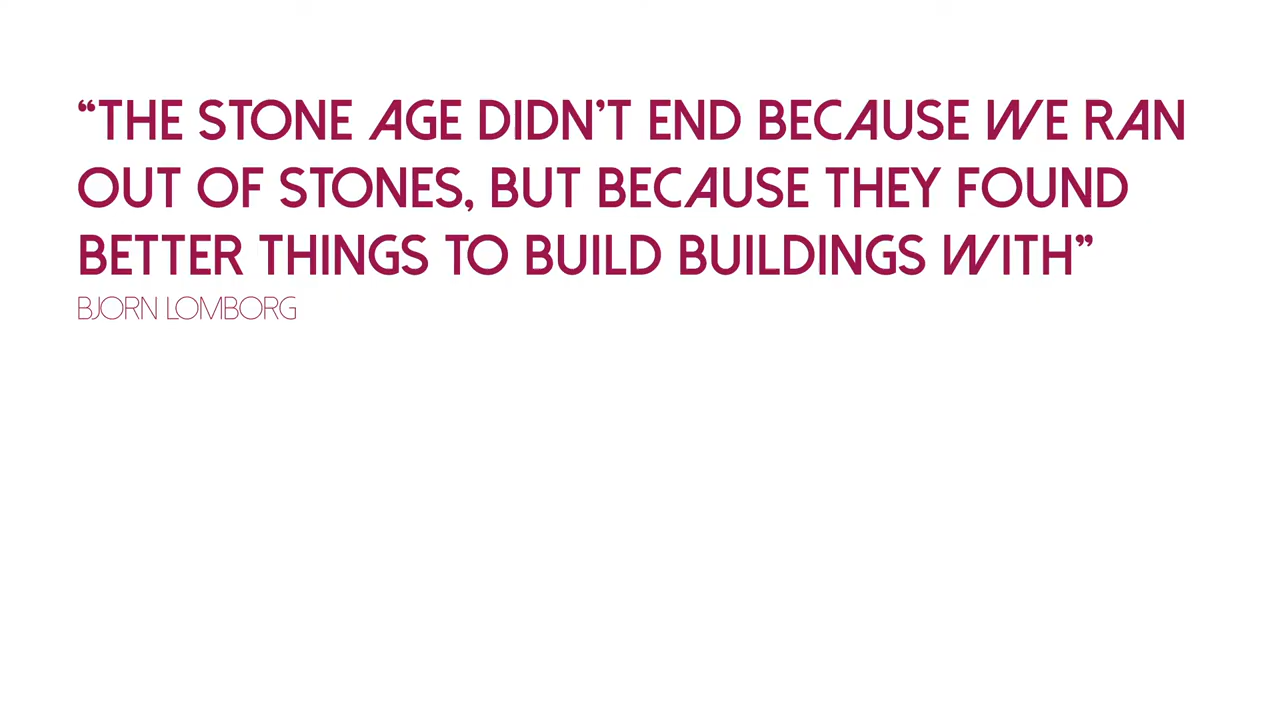 “THE STONE AGE DIDN’T END BECAUSE WE RAN
OUT OF STONES, BUT BECAUSE THEY FOUND
BETTER THINGS TO BUILD BUILDINGS WITH”
BJORN LOMBORG